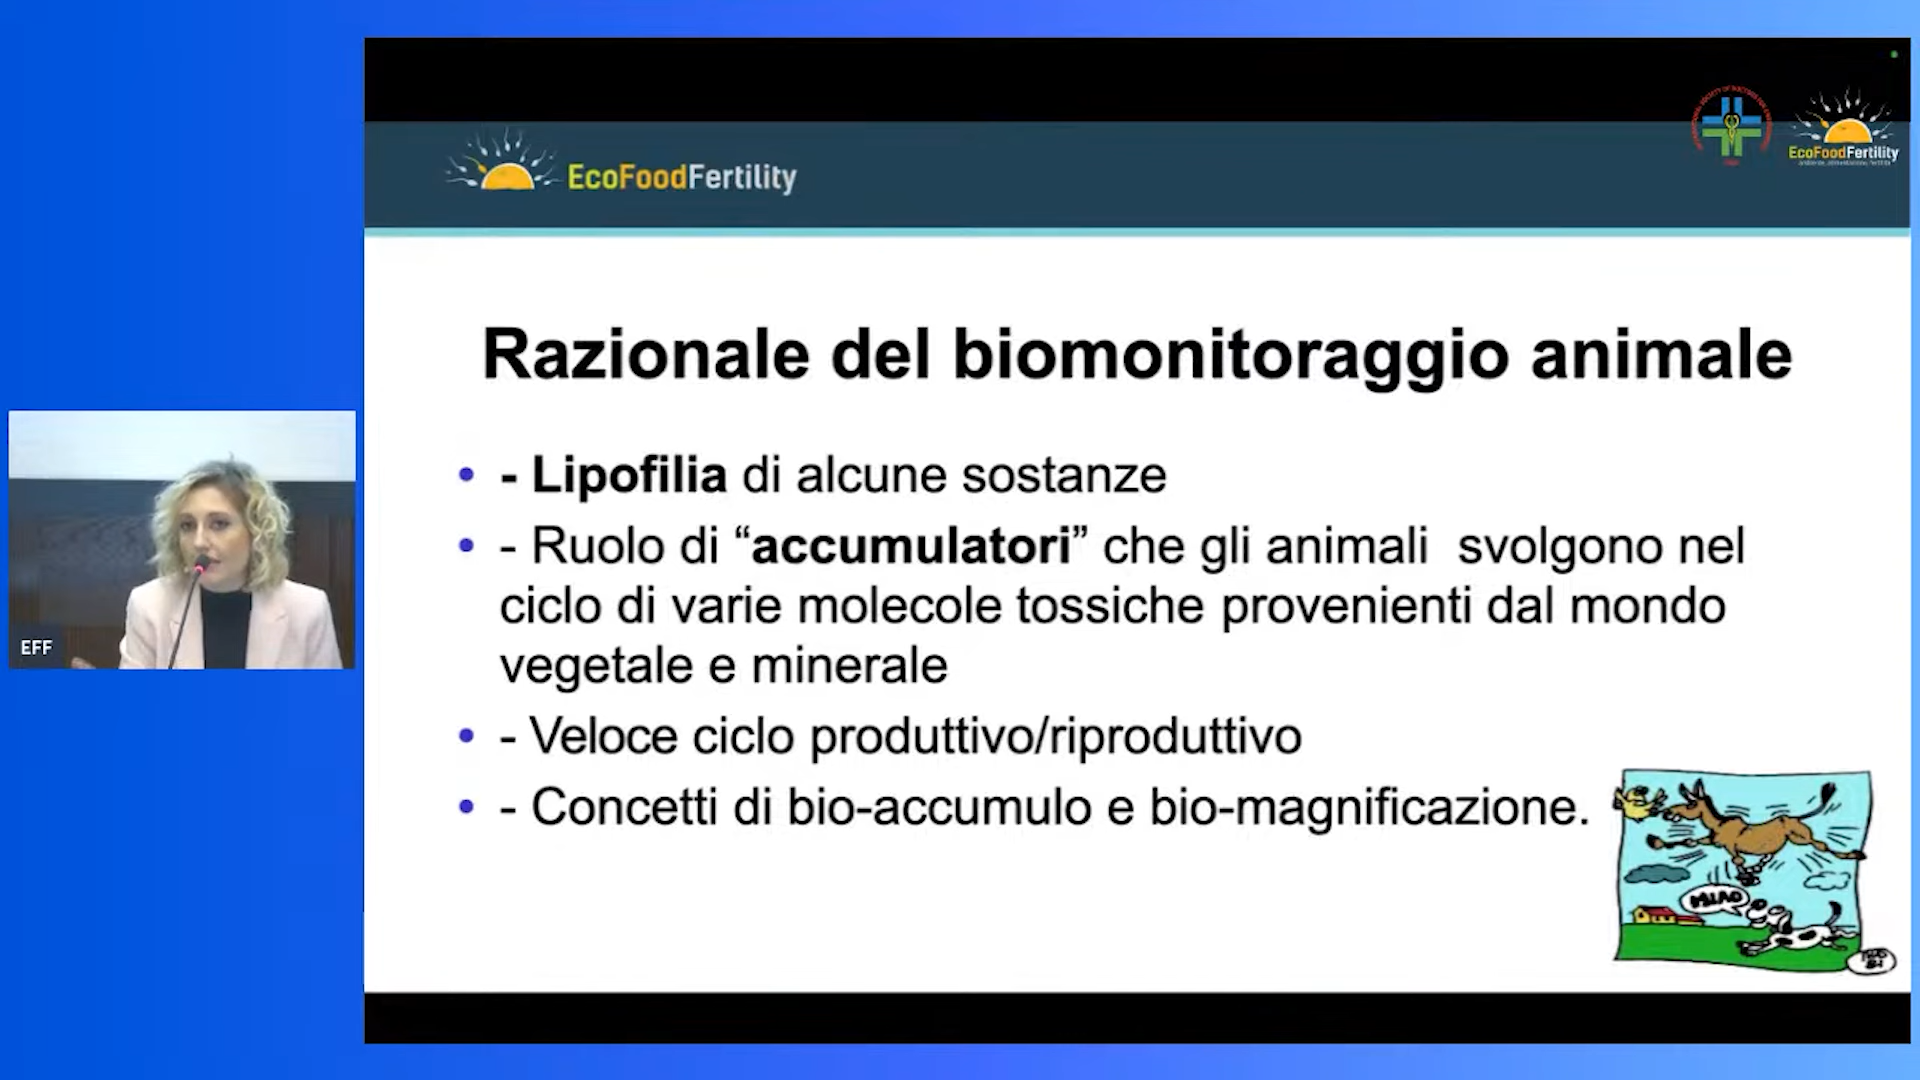 EcoFoodFertility
EcoFoodFertility
Razionale del biomonitoraggio animale
• - Lipofilia di alcune sostanze
• - Ruolo di “accumulatori” che gli animali svolgono nel
ciclo di varie molecole tossiche provenienti dal mondo
vegetale e minerale
• - Veloce ciclo produttivo/riproduttivo
• - Concetti di bio-accumulo e bio-magnificazione.
MIAO
EFF